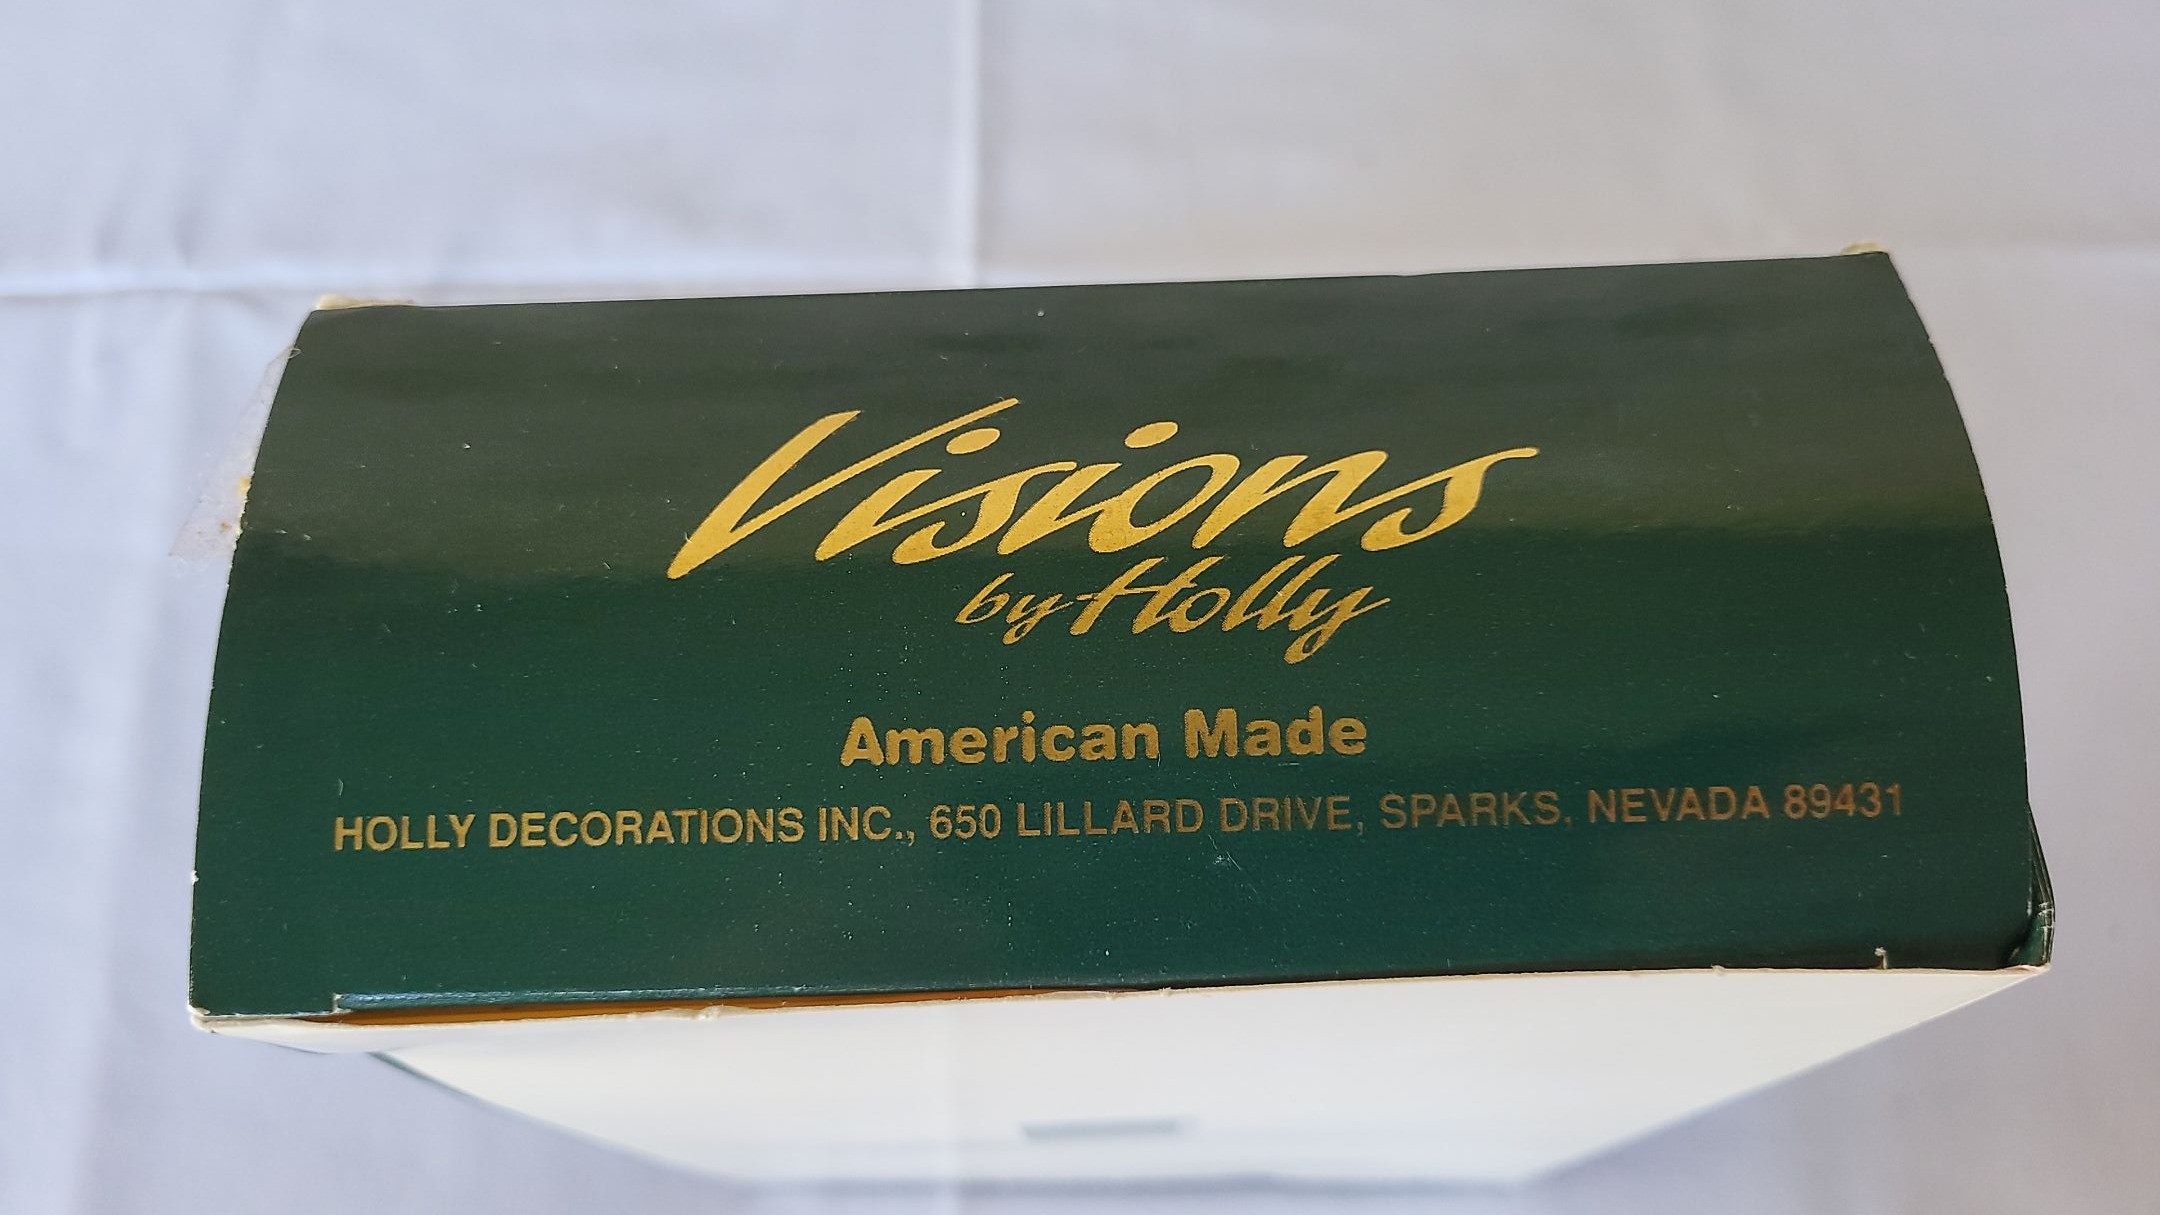 Visions
by Holly
American Made
HOLLY DECORATIONS INC., 650 LILLARD DRIVE, SPARKS, NEVADA 89431